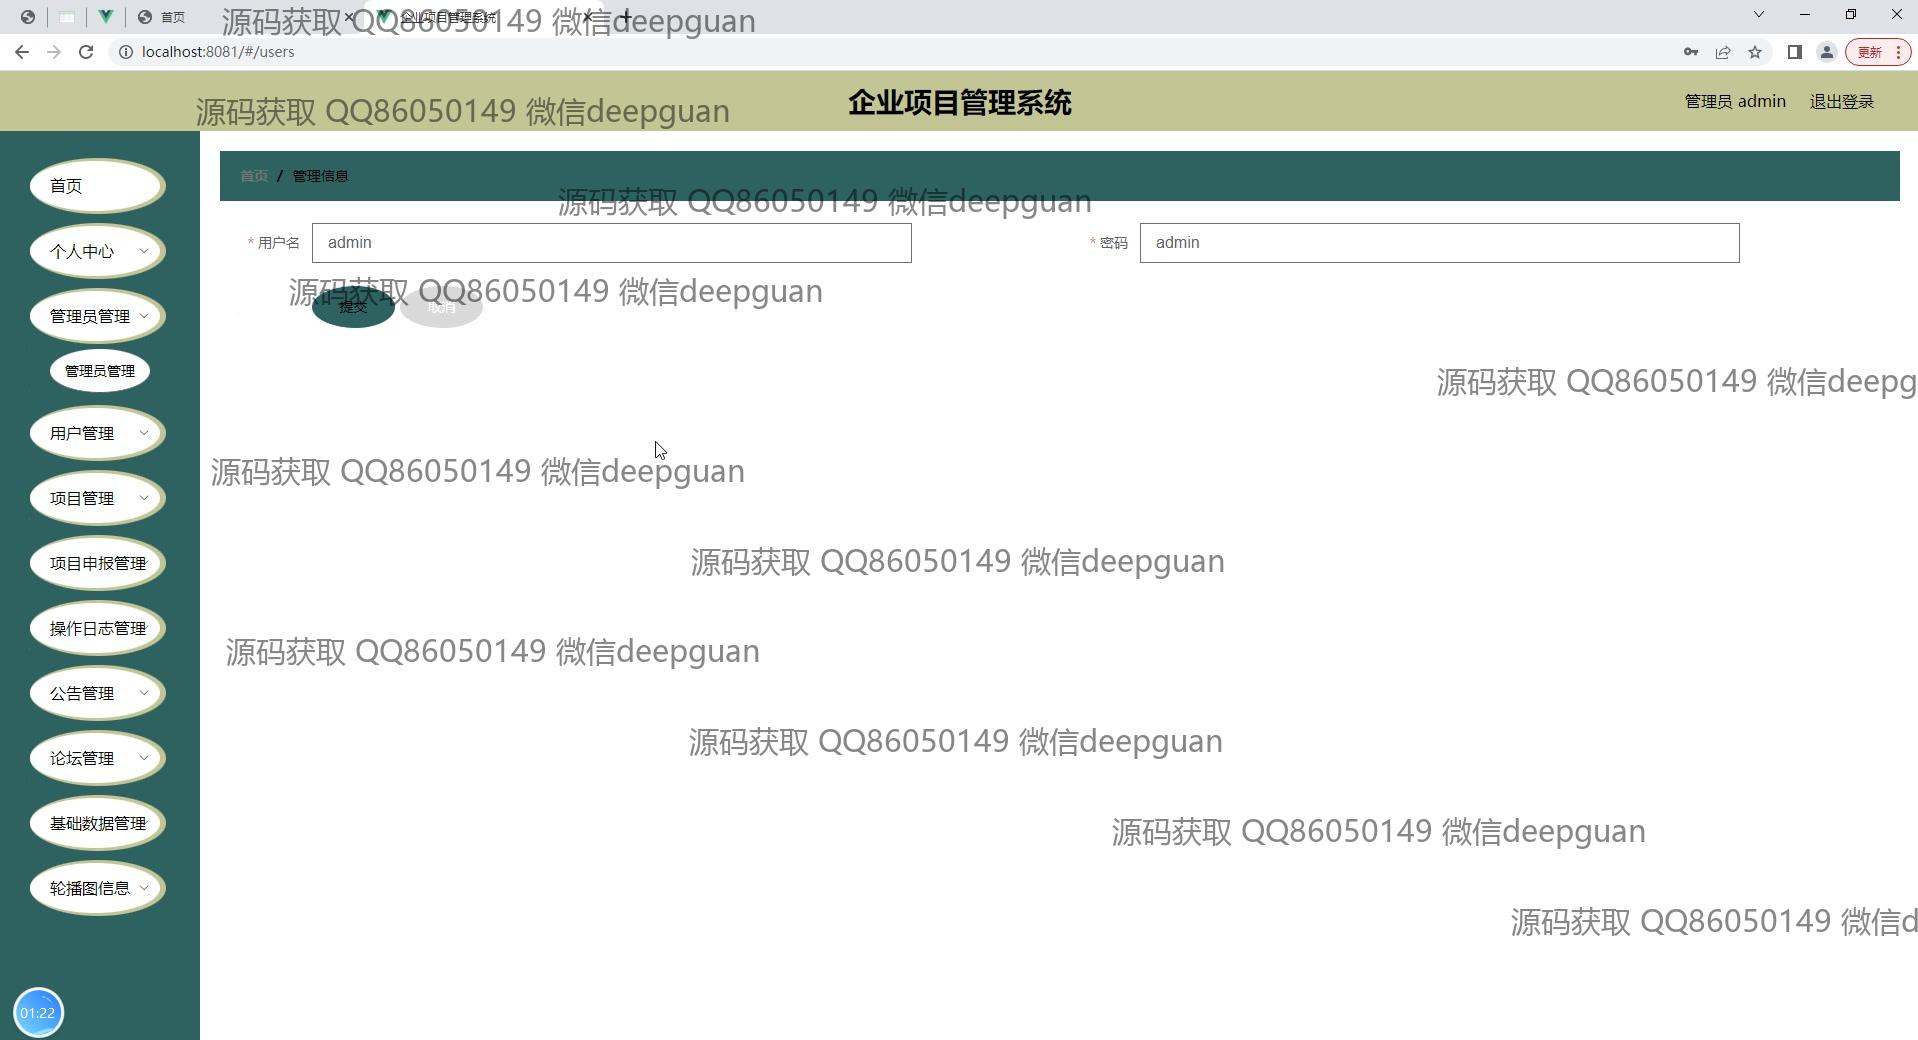 首页
企业项目管理系统
源码获取 QQ86050149 微信deepguan
localhost:8081/#/users
更新
源码获取 QQ86050149 微信deepguan
企业项目管理系统
管理员 admin
退出登录
首页 / 管理信息
源码获取 QQ86050149 微信deepguan
* 用户名 admin
* 密码 admin
源码获取 QQ86050149 微信deepguan
提交
取消
首页
个人中心
管理员管理
管理员管理
用户管理
项目管理
项目申报管理
操作日志管理
公告管理
论坛管理
基础数据管理
轮播图信息
源码获取 QQ86050149 微信deepg
源码获取 QQ86050149 微信deepguan
源码获取 QQ86050149 微信deepguan
源码获取 QQ86050149 微信deepguan
源码获取 QQ86050149 微信deepguan
源码获取 QQ86050149 微信deepguan
源码获取 QQ86050149 微信d
01:22